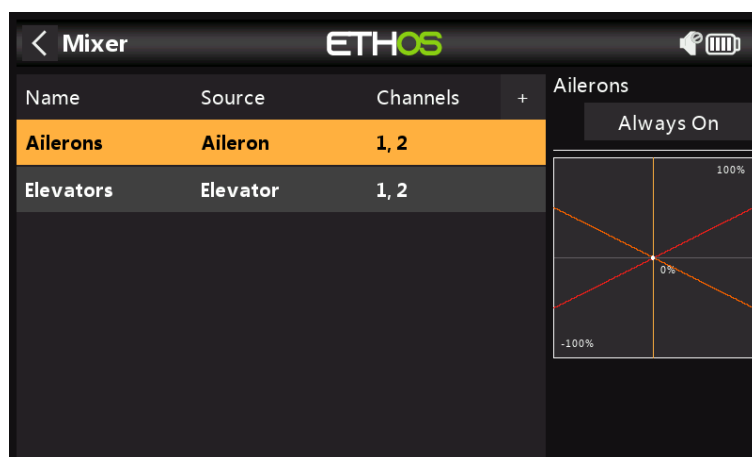 Mixer
ETHOS
Name Source Channels +
Ailerons Aileron 1, 2
Elevators Elevator 1, 2
Ailerons
Always On
100%
0%
-100%